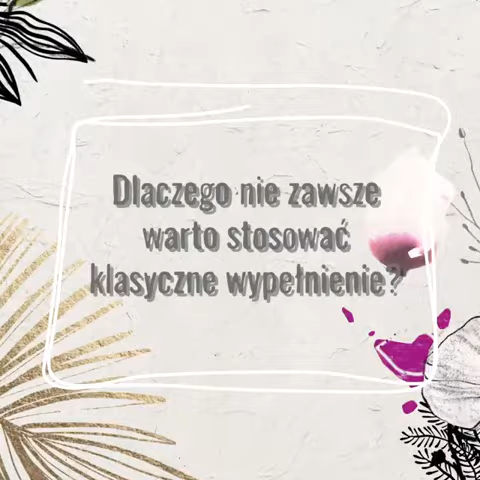 Dlaczego nie zawsze
warto stosować
klasyczne wypełnienie?